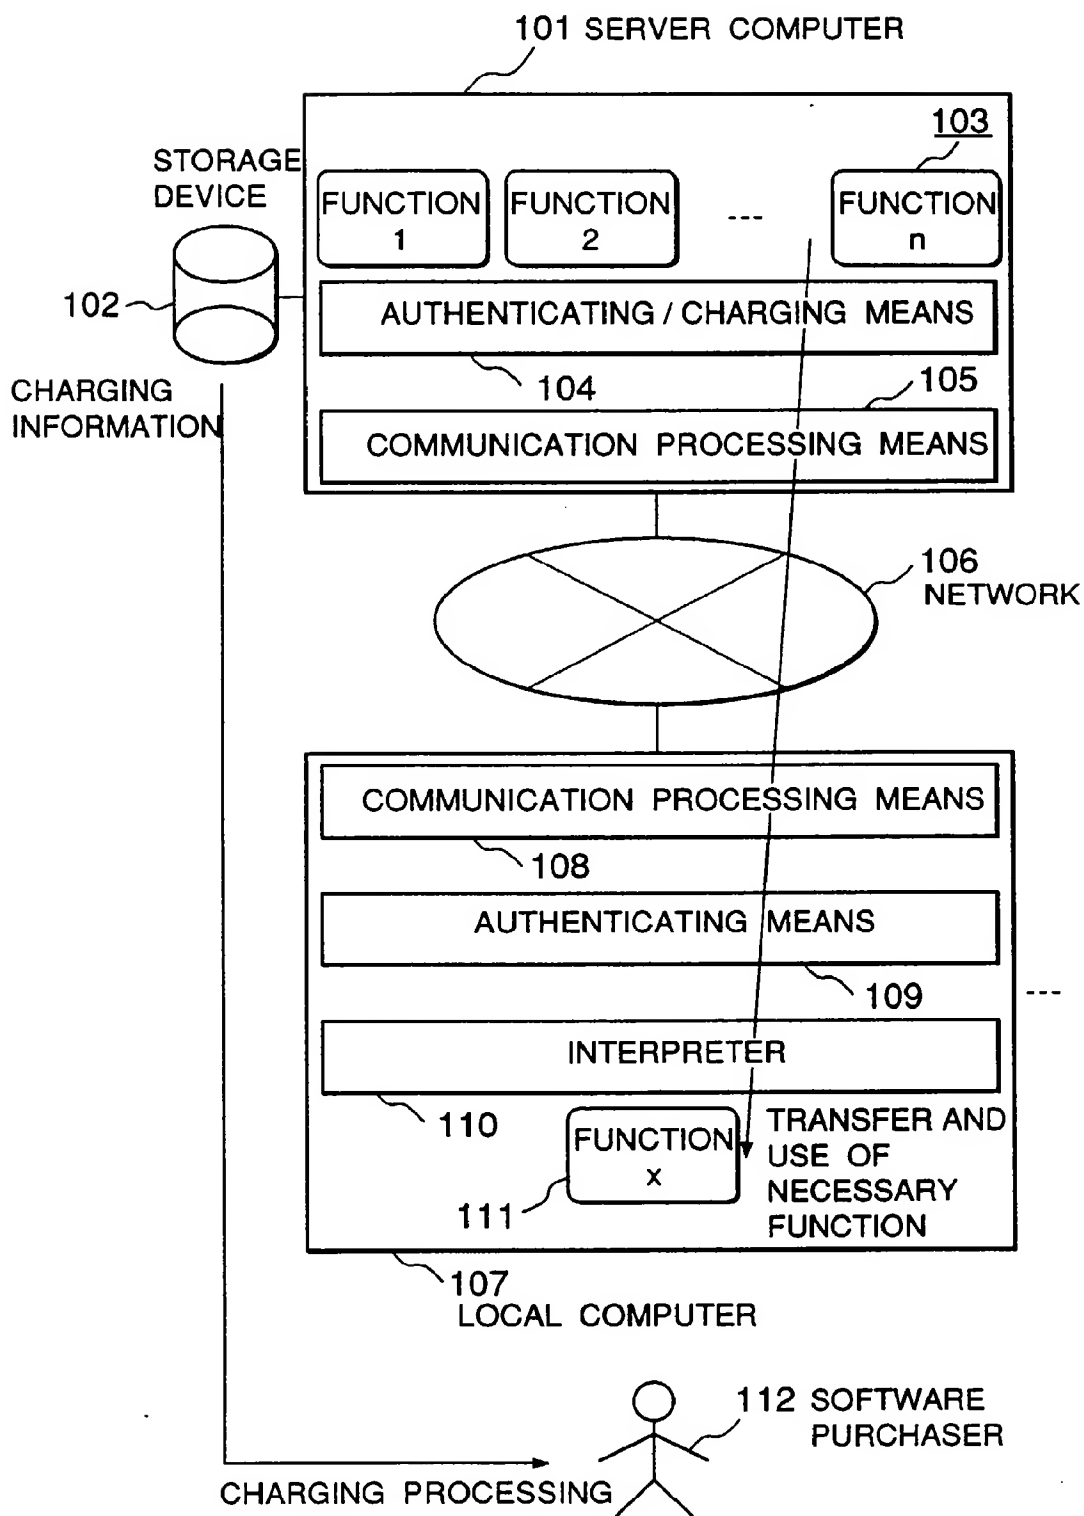 101 SERVER COMPUTER
103
STORAGE
DEVICE
FUNCTION
1
FUNCTION
2
---
FUNCTION
n
102
AUTHENTICATING / CHARGING MEANS
CHARGING
INFORMATION
104
105
COMMUNICATION PROCESSING MEANS
106
NETWORK
COMMUNICATION PROCESSING MEANS
108
AUTHENTICATING MEANS
109
---
INTERPRETER
110
FUNCTION
x
111
TRANSFER AND
USE OF
NECESSARY
FUNCTION
107
LOCAL COMPUTER
112 SOFTWARE
PURCHASER
CHARGING PROCESSING